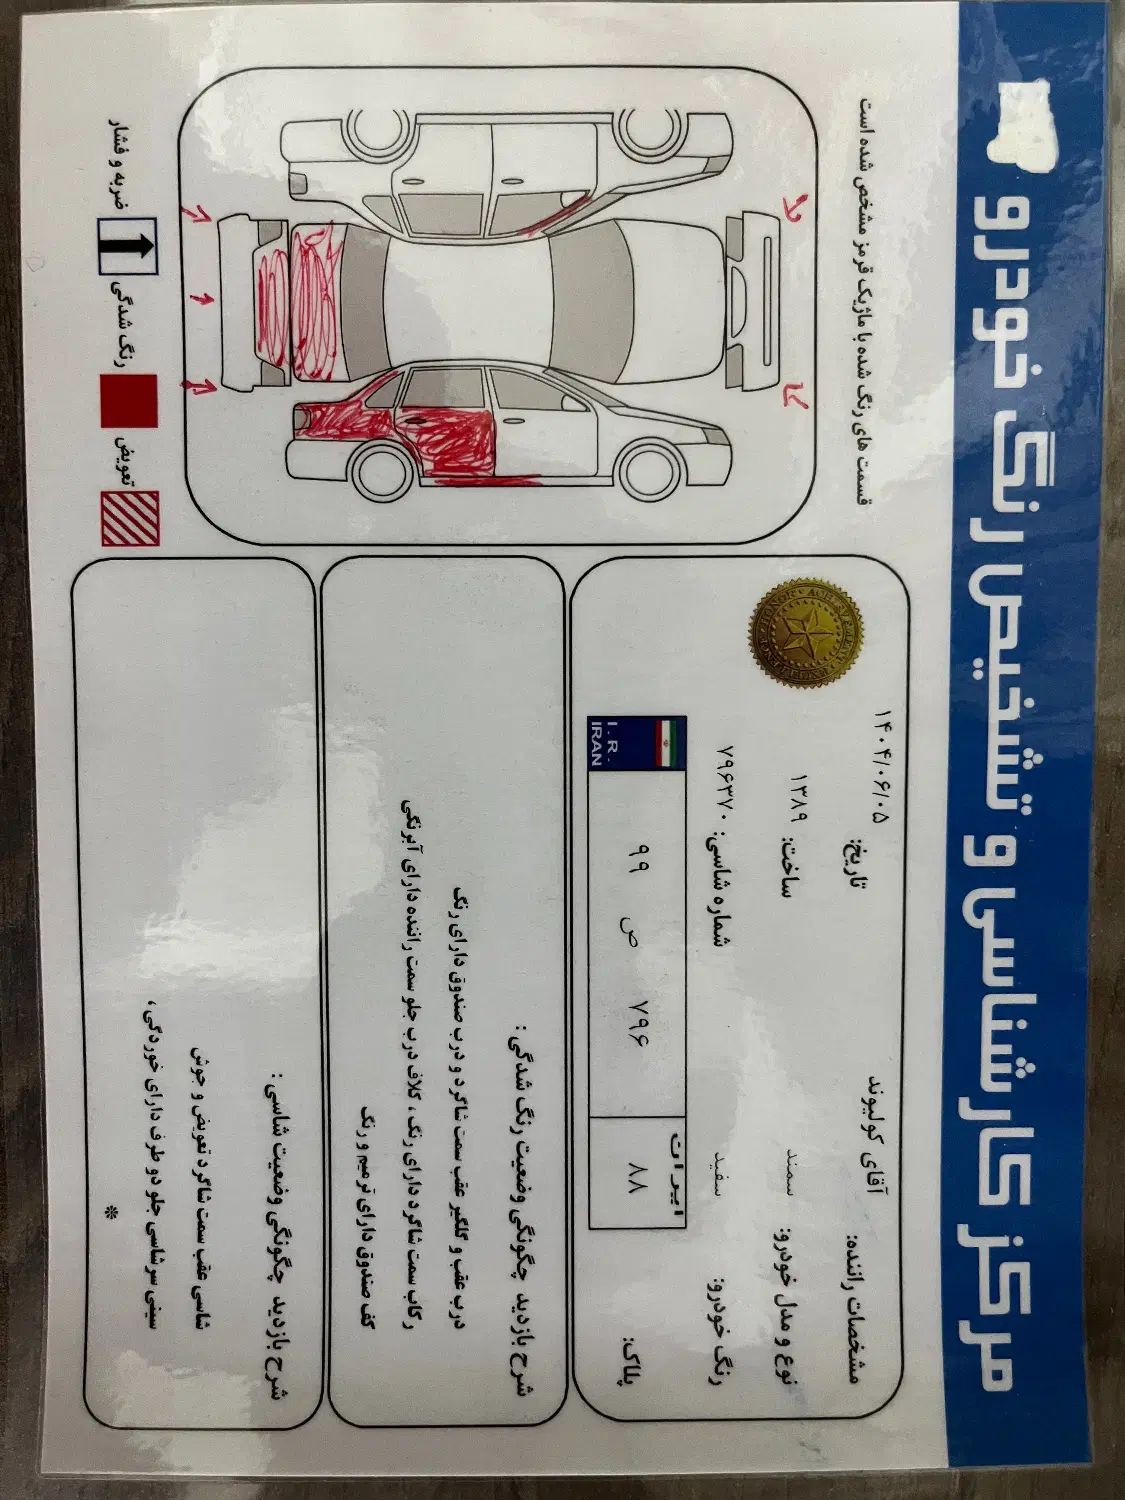 مرکز کارشناسی و تشخیص رنگ خودرو
مشخصات راننده: آقای کولیوند
تاریخ: ۱۴۰۴/۰۶/۰۵
نوع و مدل خودرو: سمند
ساخت: ۱۳۸۹
رنگ خودرو: سفید
شماره شاسی: ۷۹۶۳۷۰
پلاک:
I.R.
IRAN
۹۹ ص ۷۹۶
ایران
۸۸
شرح بازدید چگونگی وضعیت رنگ شدگی :
درب عقب و گلگیر عقب سمت شاگرد و درب صندوق دارای رنگ
رکاب سمت شاگرد دارای رنگ ، کلاف درب جلو سمت راننده دارای آبرنگی
کف صندوق دارای ترمیم و رنگ
شرح بازدید چگونگی وضعیت شاسی :
شاسی عقب سمت شاگرد تعویض و جوش
سینی سرشاسی جلو دو طرف دارای خوردگی ،
*
قسمت های رنگ شده با ماژیک قرمز مشخص شده است
ضربه و فشار
رنگ شدگی
تعویض